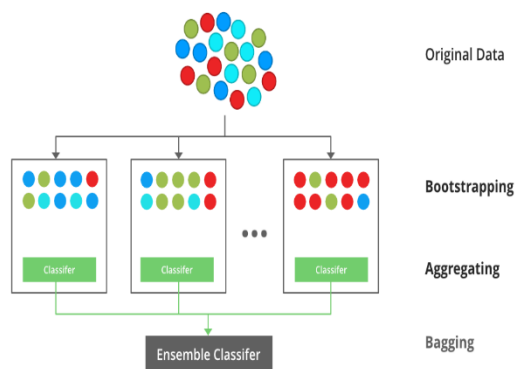 Original Data
Bootstrapping
Classifer
Classifer
Classifer
Aggregating
Ensemble Classifer
Bagging